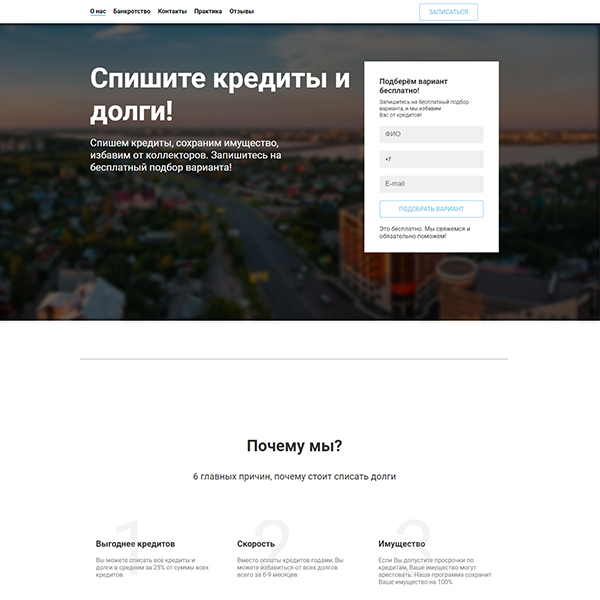 О нас Банкротство Контакты Практика Отзывы ЗАПИСАТЬСЯ
Спишите кредиты и
долги!
Спишем кредиты, сохраним имущество,
избавим от коллекторов. Запишитесь на
бесплатный подбор варианта!
Подберём вариант
бесплатно!
Запишитесь на бесплатный подбор
варианта, и мы избавим
Вас от кредитов!
ФИО
+7
E-mail
ПОДОБРАТЬ ВАРИАНТ
Это бесплатно. Мы свяжемся и
обязательно поможем!
Почему мы?
6 главных причин, почему стоит списать долги
1
Выгоднее кредитов
Вы можете списать все кредиты и
долги в среднем за 25% от суммы всех
кредитов
2
Скорость
Вместо оплаты кредитов годами, Вы
можете избавиться от всех долгов
всего за 6-9 месяцев
3
Имущество
Если Вы допустите просрочки по
кредитам, Ваше имущество могут
арестовать. Наша программа сохранит
Ваше имущество на 100%